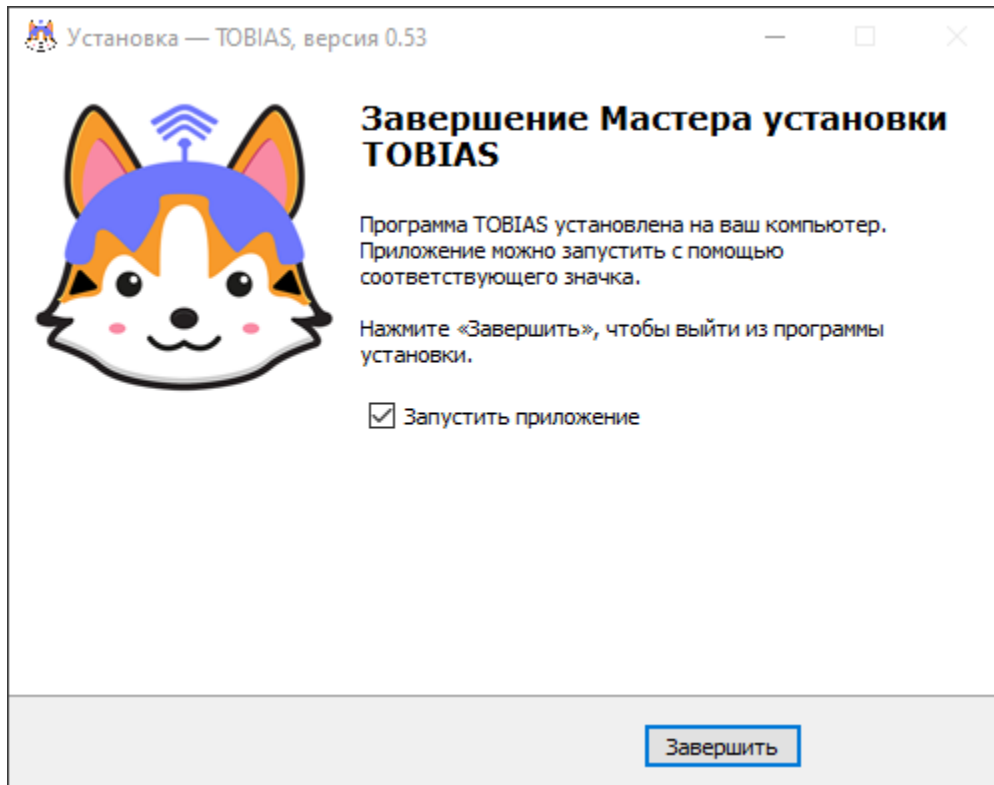 Установка — TOBIAS, версия 0.53
Завершение Мастера установки
TOBIAS
Программа TOBIAS установлена на ваш компьютер.
Приложение можно запустить с помощью
соответствующего значка.
Нажмите «Завершить», чтобы выйти из программы
установки.
Запустить приложение
Завершить